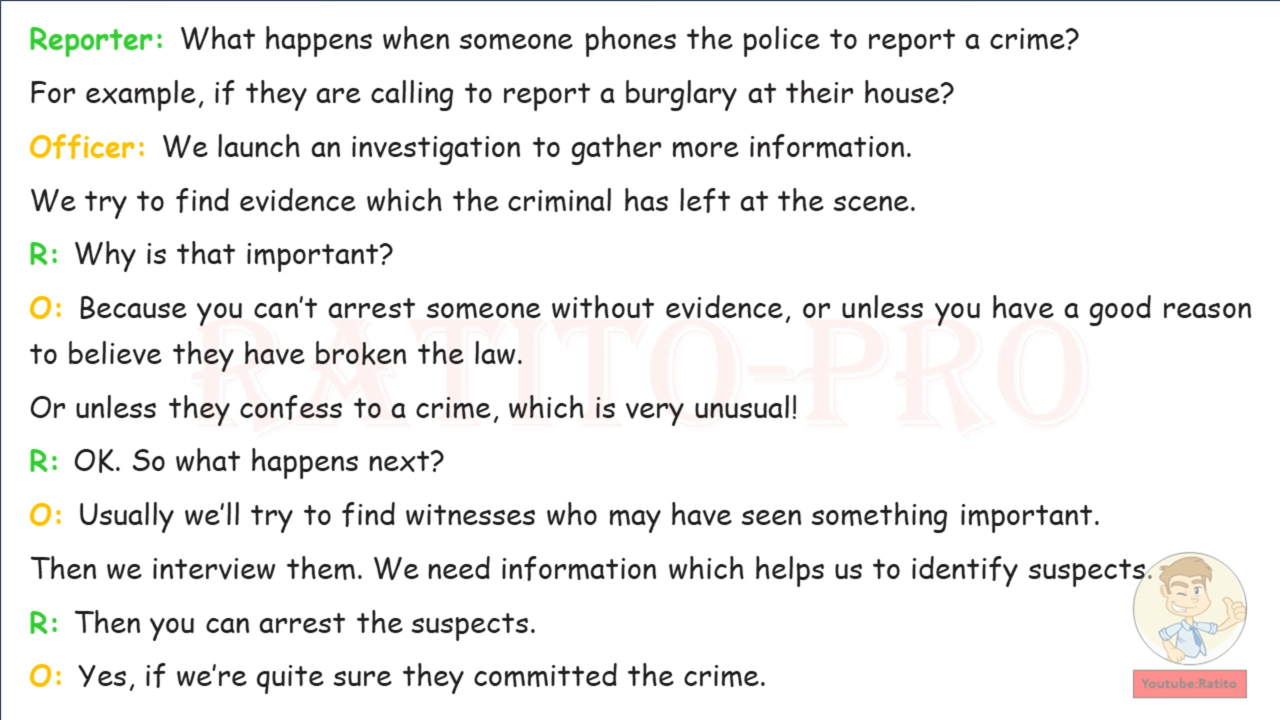 Reporter: What happens when someone phones the police to report a crime?
For example, if they are calling to report a burglary at their house?
Officer: We launch an investigation to gather more information.
We try to find evidence which the criminal has left at the scene.
R: Why is that important?
O: Because you can't arrest someone without evidence, or unless you have a good reason
to believe they have broken the law.
RATITO-PRO
Or unless they confess to a crime, which is very unusual!
R: OK. So what happens next?
O: Usually we'll try to find witnesses who may have seen something important.
Then we interview them. We need information which helps us to identify suspects.
R: Then you can arrest the suspects.
O: Yes, if we're quite sure they committed the crime.
Youtube:Ratito